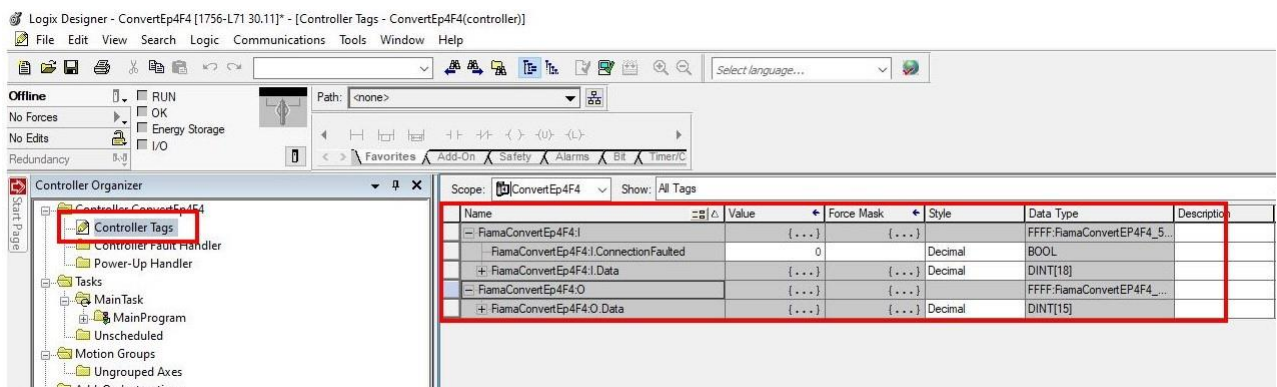 Logix Designer - ConvertEp4F4 [1756-L71 30.11]* - [Controller Tags - ConvertEp4F4(controller)]
File Edit View Search Logic Communications Tools Window Help
Select language...
Offline
RUN
Path: <none>
No Forces
OK
No Edits
Energy Storage
Redundancy
I/O
Favorites Add-On Safety Alarms Bit Timer/C
Start Page
Controller Organizer
Controller ConvertEp4F4
Controller Tags
Controller Fault Handler
Power-Up Handler
Tasks
MainTask
MainProgram
Unscheduled
Motion Groups
Ungrouped Axes
Scope: ConvertEp4F4 Show: All Tags
Name Value Force Mask Style Data Type Description
FiamaConvertEp4F4:I {...} {...} FFFF:FiamaConvertEP4F4_5...
FiamaConvertEp4F4:I.ConnectionFaulted 0 Decimal BOOL
FiamaConvertEp4F4:I.Data {...} {...} Decimal DINT[18]
FiamaConvertEp4F4:O {...} {...} FFFF:FiamaConvertEP4F4_...
FiamaConvertEp4F4:O.Data {...} {...} Decimal DINT[15]